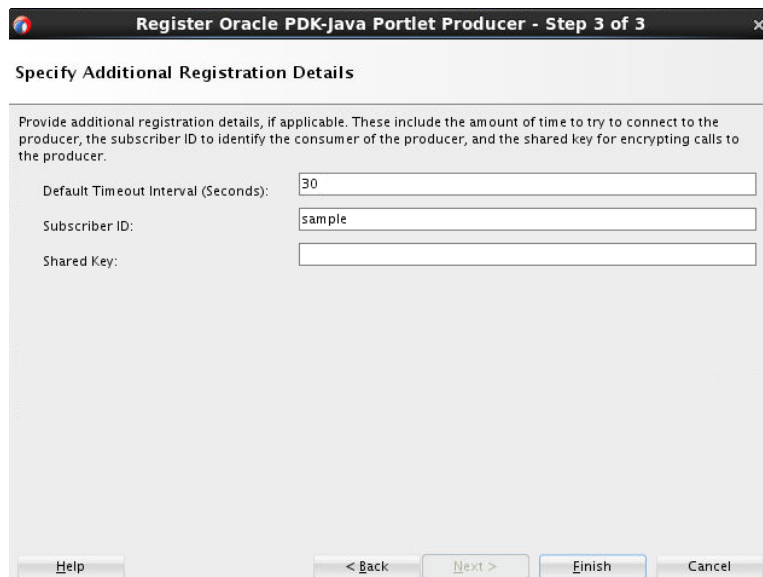 Register Oracle PDK-Java Portlet Producer - Step 3 of 3
Specify Additional Registration Details
Provide additional registration details, if applicable. These include the amount of time to try to connect to the
producer, the subscriber ID to identify the consumer of the producer, and the shared key for encrypting calls to
the producer.
Default Timeout Interval (Seconds): 30
Subscriber ID: sample
Shared Key:
Help < Back Next > Finish Cancel